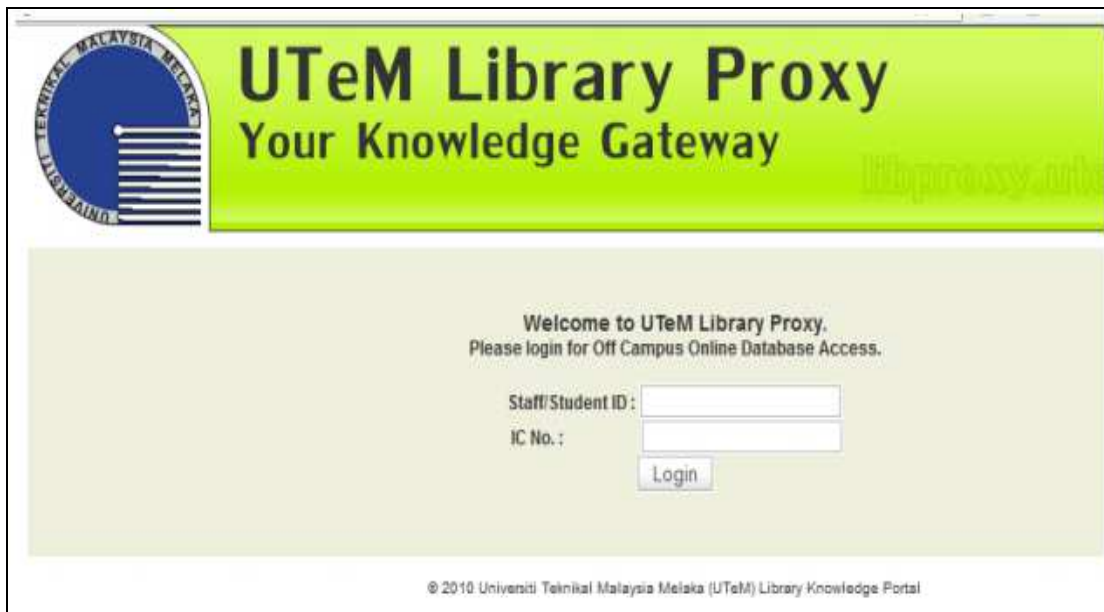 UNIVERSITI TEKNIKAL MALAYSIA MELAKA
UTeM Library Proxy
Your Knowledge Gateway
libproxy.ute
Welcome to UTeM Library Proxy.
Please login for Off Campus Online Database Access.
Staff/Student ID :
IC No. :
Login
© 2010 Universiti Teknikal Malaysia Melaka (UTeM) Library Knowledge Portal